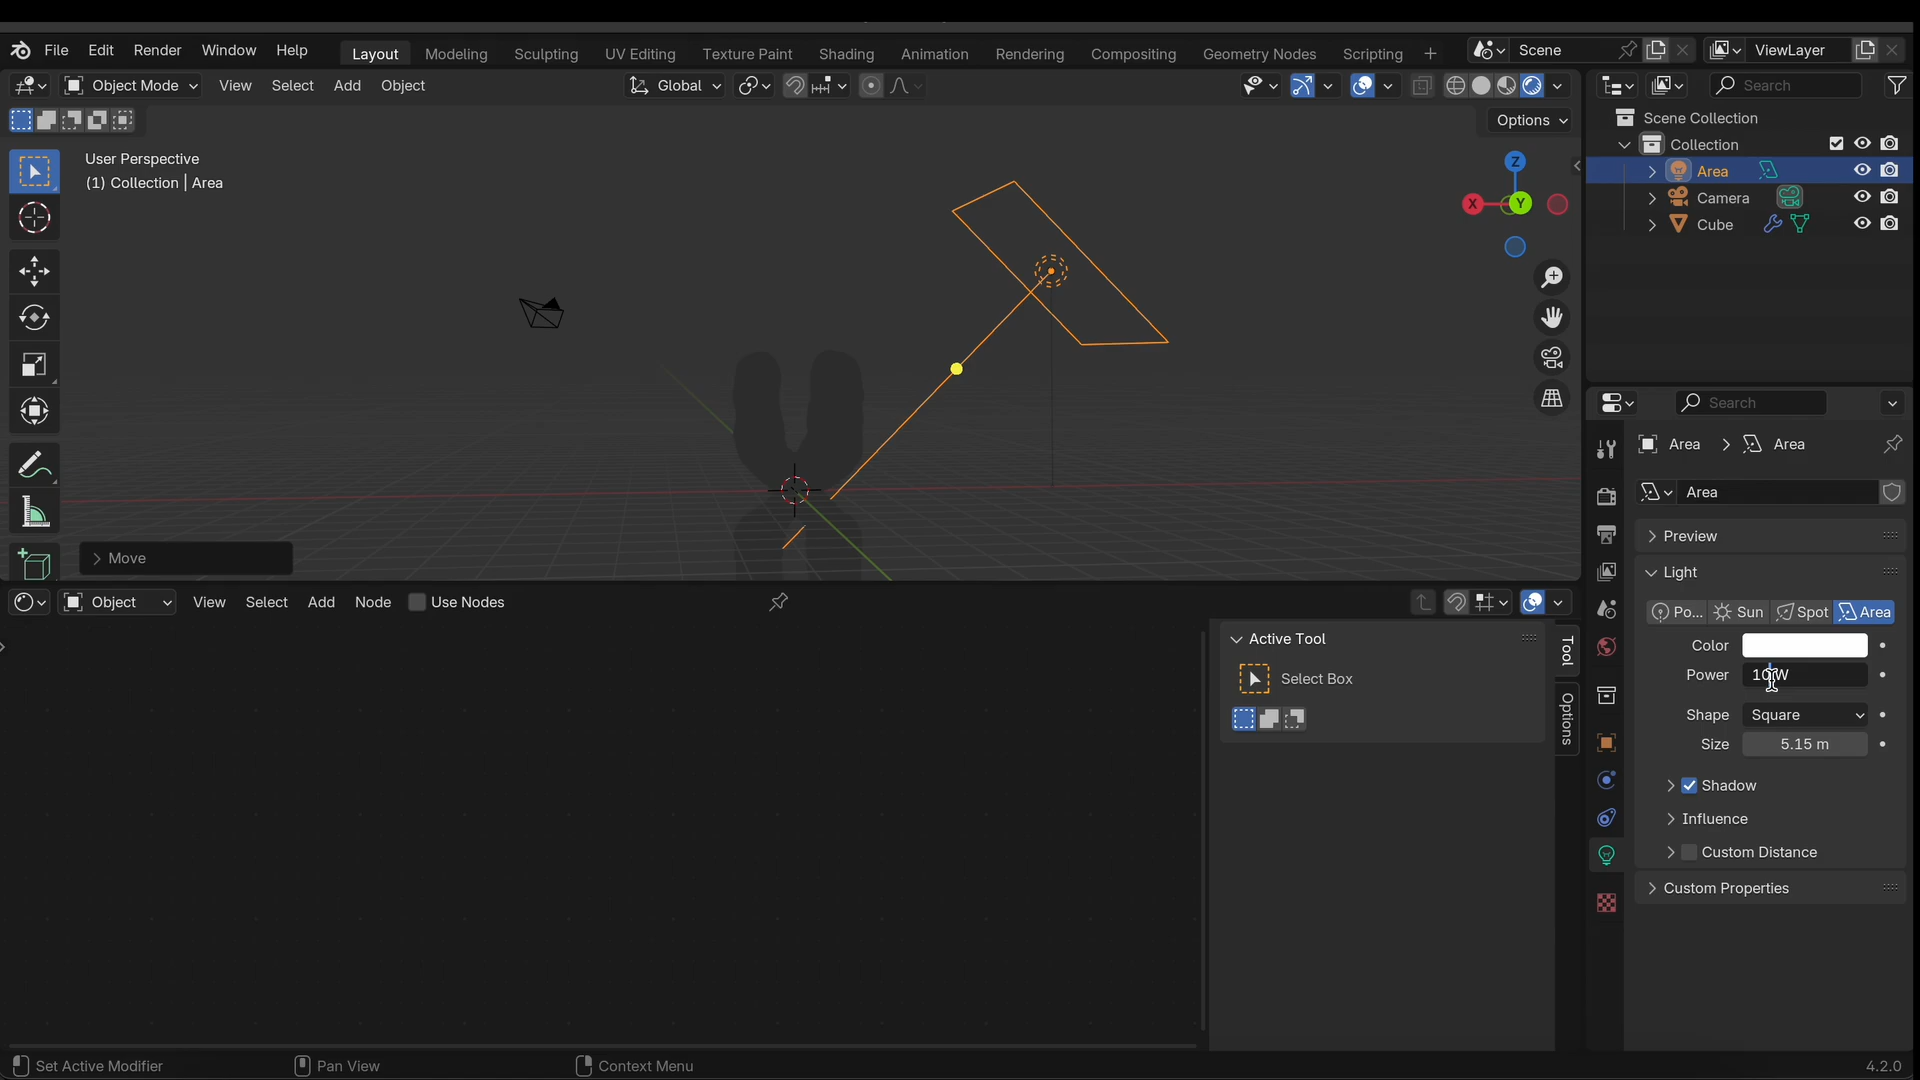 File Edit Render Window Help Layout Modeling Sculpting UV Editing Texture Paint Shading Animation Rendering Compositing Geometry Nodes Scripting + Scene ViewLayer
Object Mode View Select Add Object Global Search
Options
User Perspective
(1) Collection | Area
Z
X
Y
Move
Scene Collection
Collection
Area
Camera
Cube
Search
Area > Area
Area
Preview
Light
Po... Sun Spot Area
Color
Power 10 W
Shape Square
Size 5.15 m
Shadow
Influence
Custom Distance
Custom Properties
Object View Select Add Node Use Nodes
Active Tool
Select Box
Tool
Options
Set Active Modifier Pan View Context Menu 4.2.0